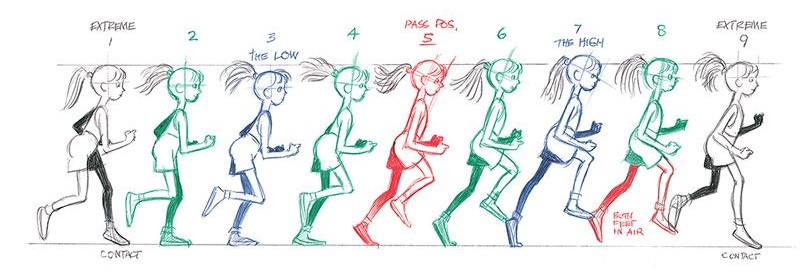 EXTREME
1
2
3
THE LOW
4
PASS POS.
5
6
7
THE HIGH
8
EXTREME
9
CONTACT
BOTH
FEET
IN AIR
CONTACT